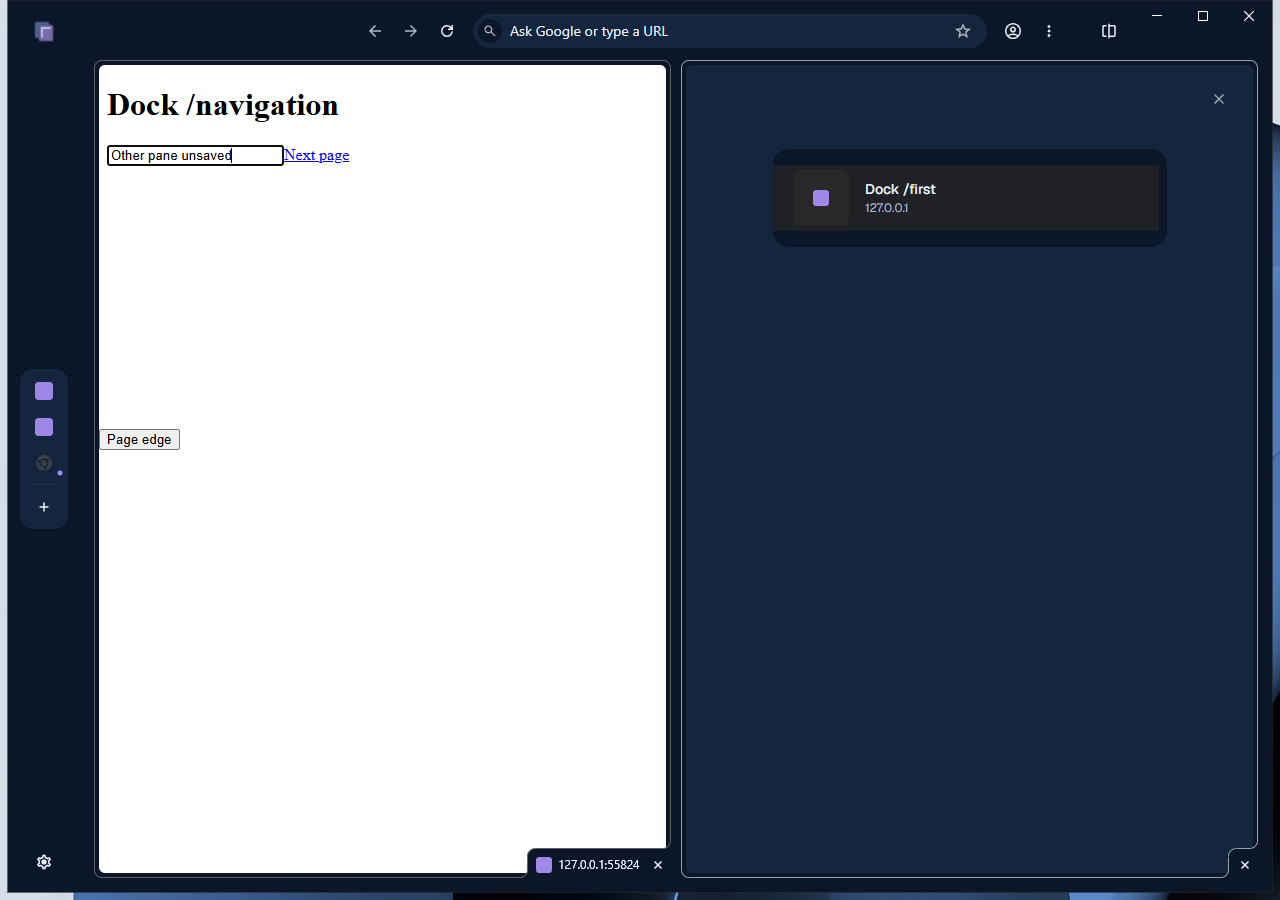 Ask Google or type a URL
Dock /navigation
Other pane unsaved Next page
Page edge
127.0.0.1:55824
Dock /first
127.0.0.1